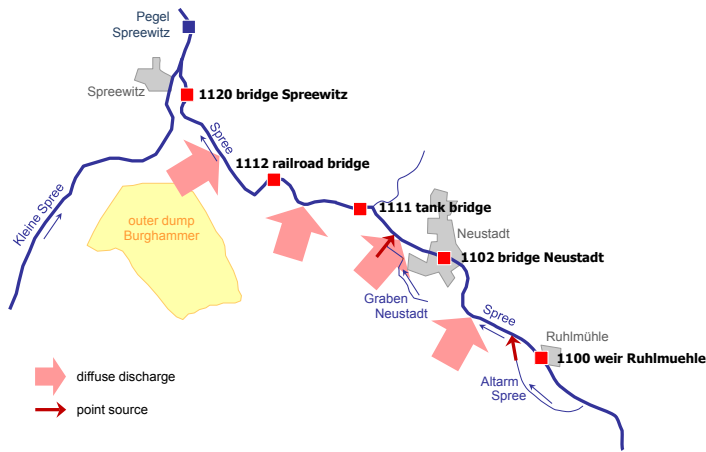 Pegel
Spreewitz
Spreewitz
1120 bridge Spreewitz
Spree
1112 railroad bridge
Kleine Spree
outer dump
Burghammer
1111 tank bridge
Neustadt
1102 bridge Neustadt
Graben
Neustadt
Spree
Ruhlmühle
1100 weir Ruhlmuehle
Altarm
Spree
diffuse discharge
point source